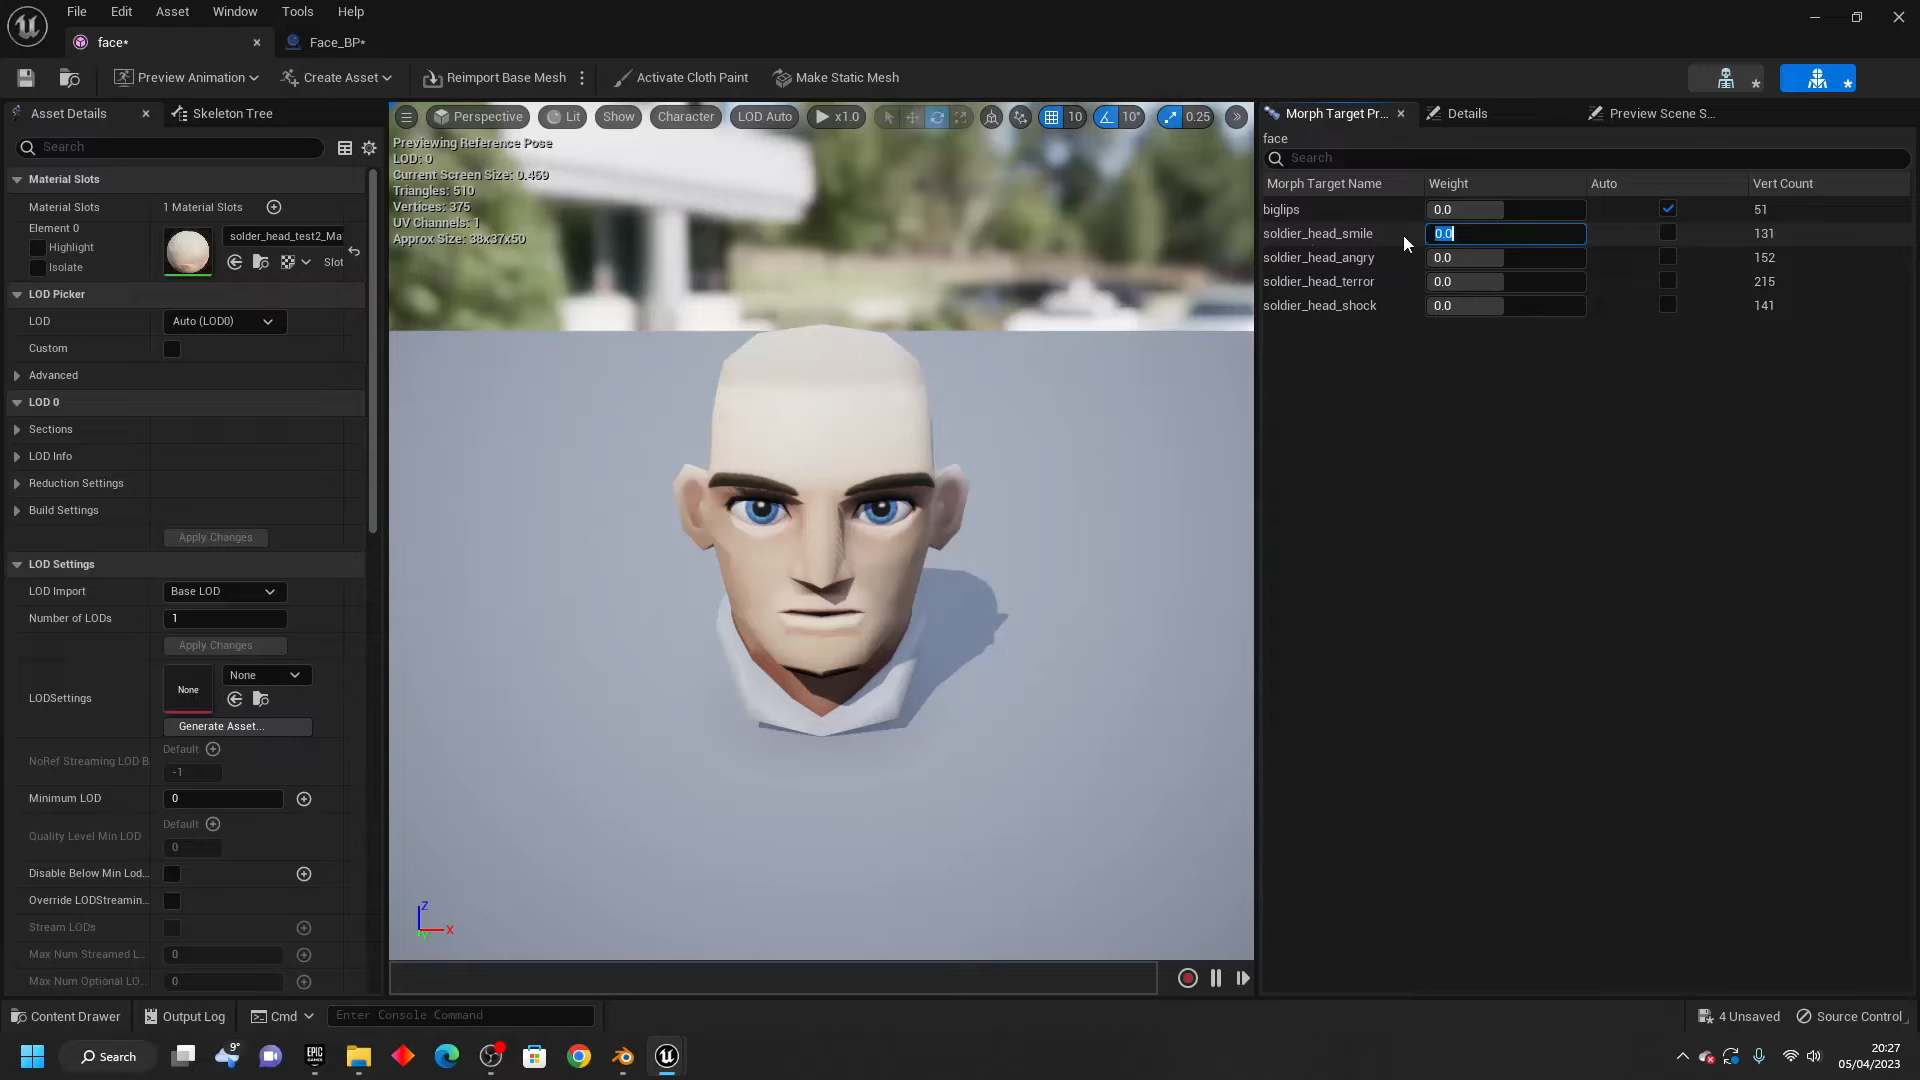 File Edit Asset Window Tools Help
face* Face_BP*
Preview Animation Create Asset Reimport Base Mesh Activate Cloth Paint Make Static Mesh
Asset Details Skeleton Tree
Search
Material Slots
Material Slots 1 Material Slots
Element 0
Highlight
Isolate
solder_head_test2_Ma
Slot
LOD Picker
LOD Auto (LOD0)
Custom
Advanced
LOD 0
Sections
LOD Info
Reduction Settings
Build Settings
Apply Changes
LOD Settings
LOD Import Base LOD
Number of LODs 1
Apply Changes
LODSettings None None
Generate Asset...
NoRef Streaming LOD B Default
-1
Minimum LOD 0
Quality Level Min LOD Default
0
Disable Below Min Lod...
Override LODStreamin...
Stream LODs
Max Num Streamed L... 0
Max Num Optional LO... 0
Perspective Lit Show Character LOD Auto x1.0 10 10° 0.25
Previewing Reference Pose
LOD: 0
Current Screen Size: 0.469
Triangles: 510
Vertices: 375
UV Channels: 1
Approx Size: 38x37x50
Z
X
Y
Morph Target Pr... Details Preview Scene S...
face
Search
Morph Target Name Weight Auto Vert Count
biglips 0.0 51
soldier_head_smile 0.0 131
soldier_head_angry 0.0 152
soldier_head_terror 0.0 215
soldier_head_shock 0.0 141
Content Drawer Output Log Cmd Enter Console Command 4 Unsaved Source Control
9°
Search
EPIC GAMES
20:27
05/04/2023